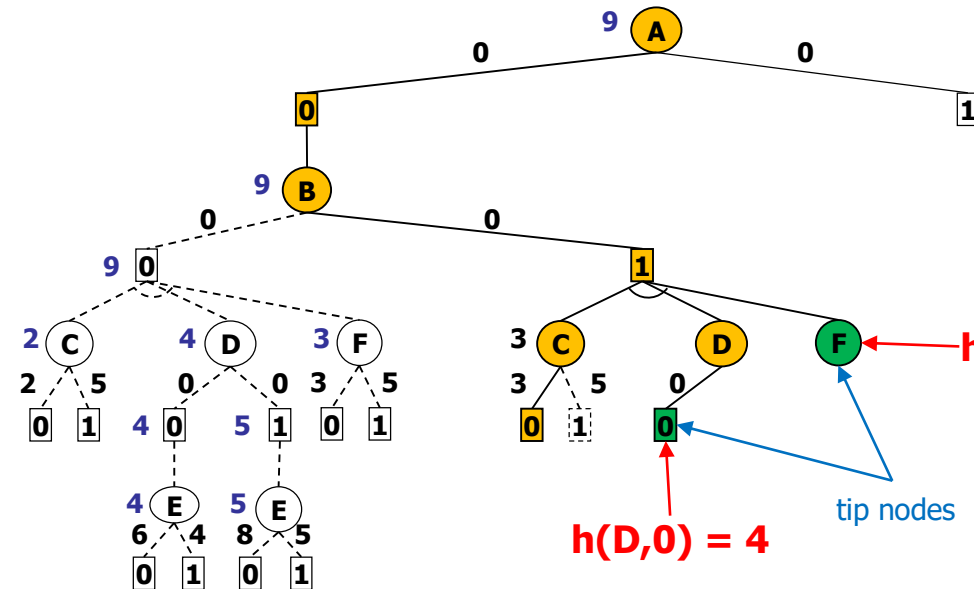 9 A
0 0
0 1
9 B
0 0
9 0 1
2 C 4 D 3 F 3 C D F h
2 5 0 0 3 5 3 5 0
0 1 4 0 5 1 0 1 0 1 0
4 E 5 E
6 4 8 5
tip nodes
h(D,0) = 4
0 1 0 1